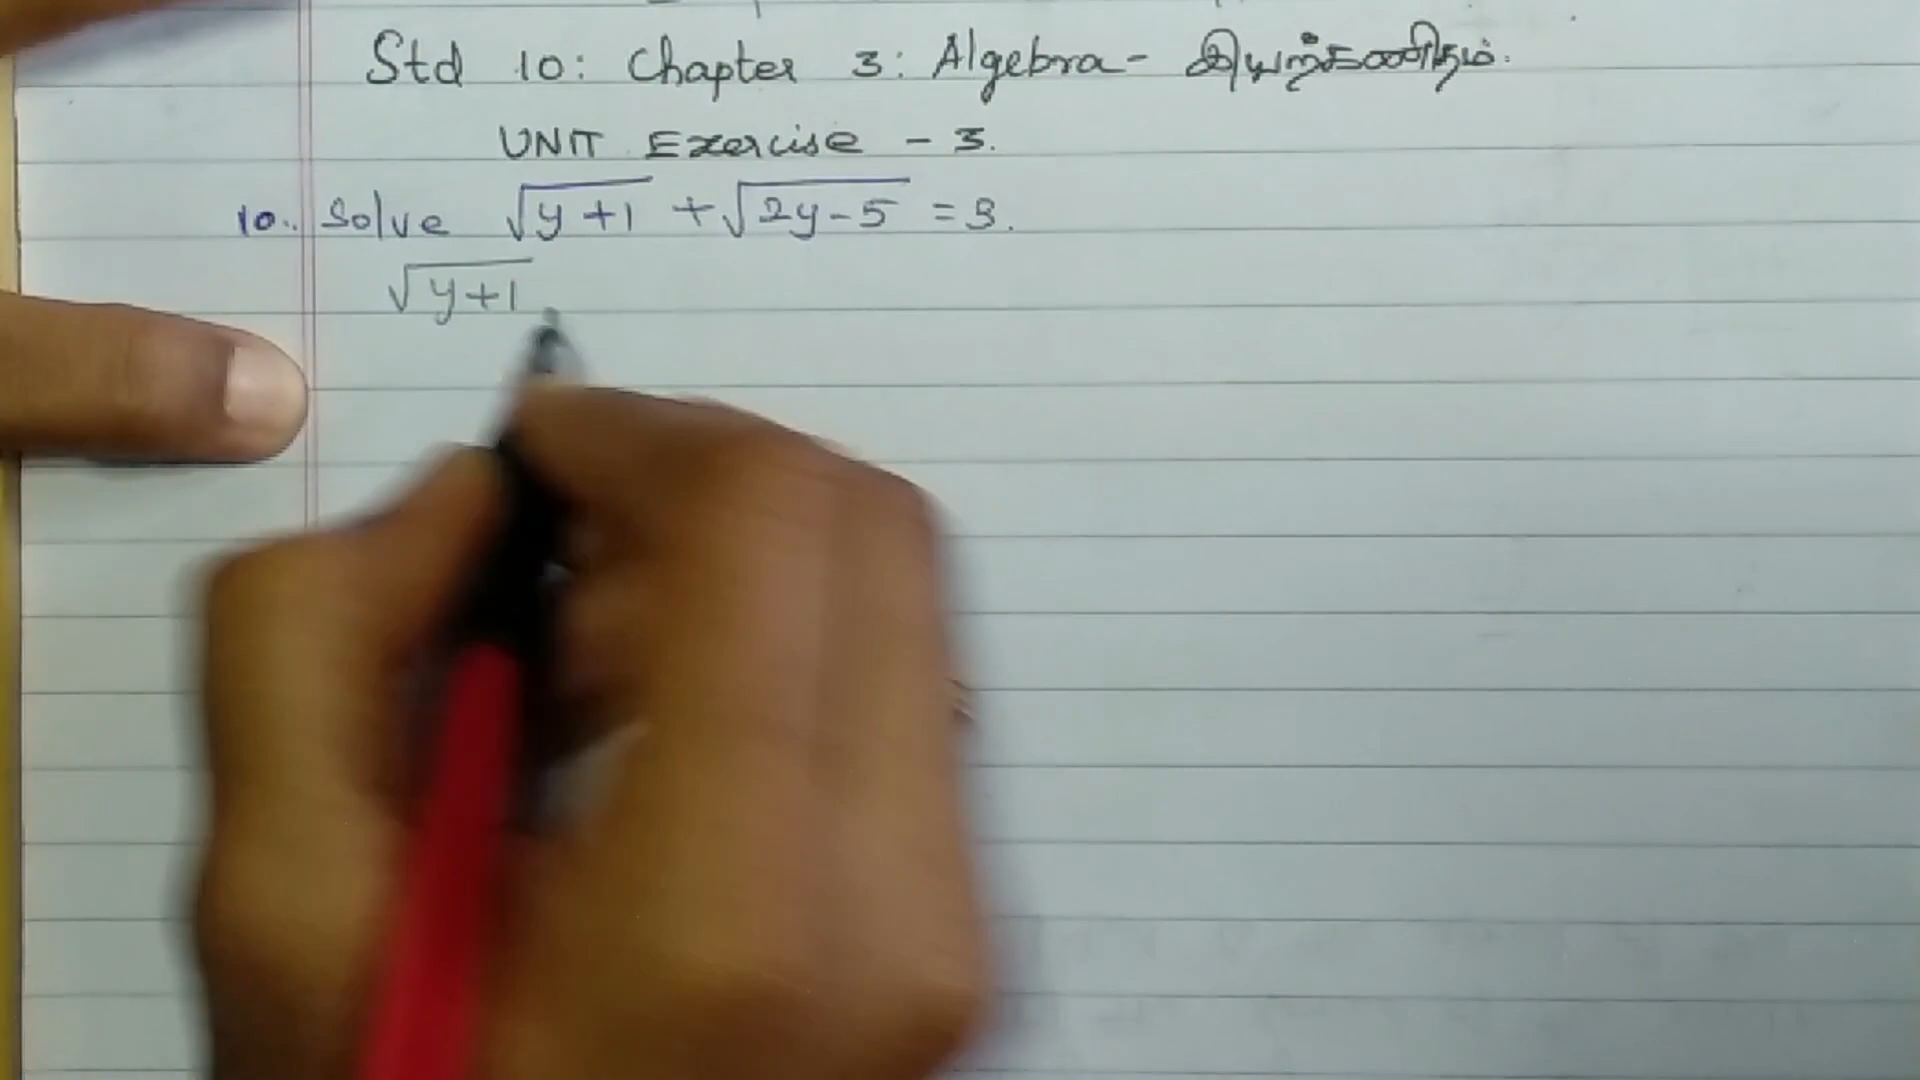 Std 10: Chapter 3: Algebra - இயற்கணிதம்.
UNIT Exercise - 3.
10. Solve √(y+1) + √(2y-5) = 3.
√(y+1)